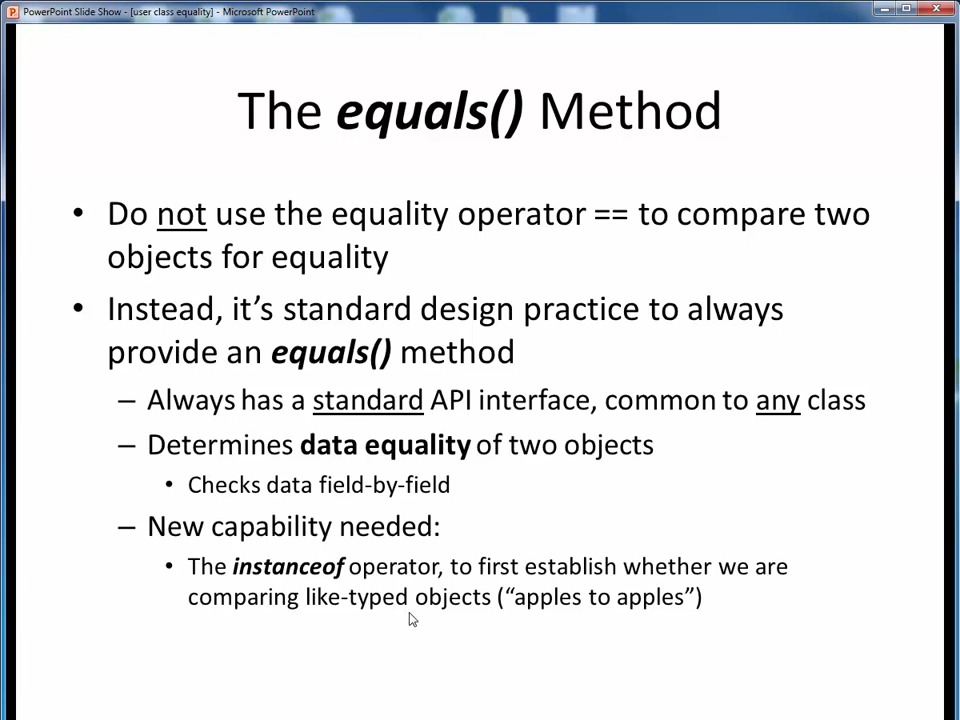 PowerPoint Slide Show - [user class equality] - Microsoft PowerPoint
The equals() Method
• Do not use the equality operator == to compare two
objects for equality
• Instead, it’s standard design practice to always
provide an equals() method
– Always has a standard API interface, common to any class
– Determines data equality of two objects
• Checks data field-by-field
– New capability needed:
• The instanceof operator, to first establish whether we are
comparing like-typed objects (“apples to apples”)